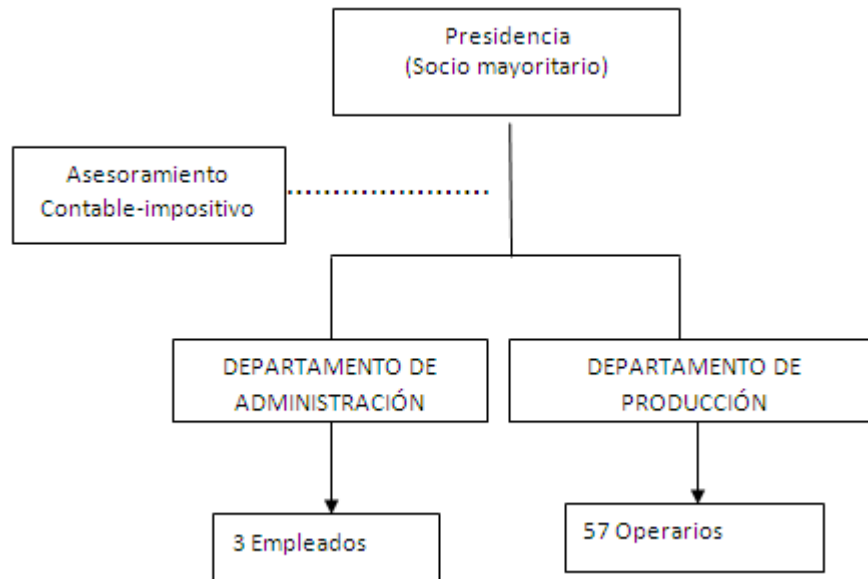 Presidencia
(Socio mayoritario)
Asesoramiento
Contable-impositivo
DEPARTAMENTO DE
ADMINISTRACIÓN
DEPARTAMENTO DE
PRODUCCIÓN
3 Empleados
57 Operarios